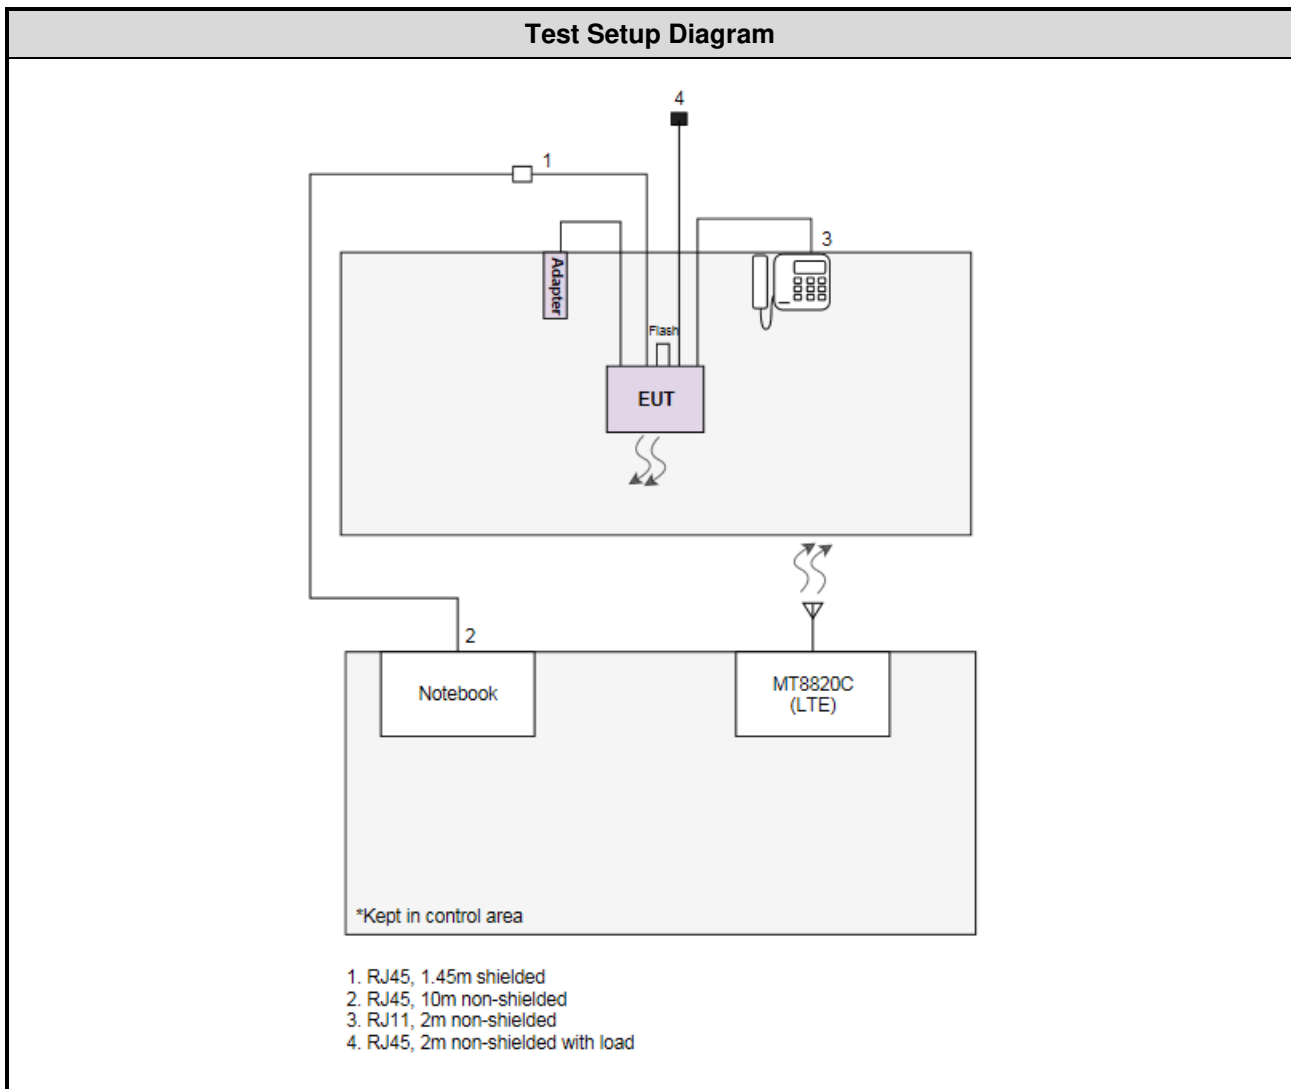 Test Setup Diagram
4
1
3
Adapter
Flash
EUT
2
Notebook
MT8820C
(LTE)
*Kept in control area
1. RJ45, 1.45m shielded
2. RJ45, 10m non-shielded
3. RJ11, 2m non-shielded
4. RJ45, 2m non-shielded with load